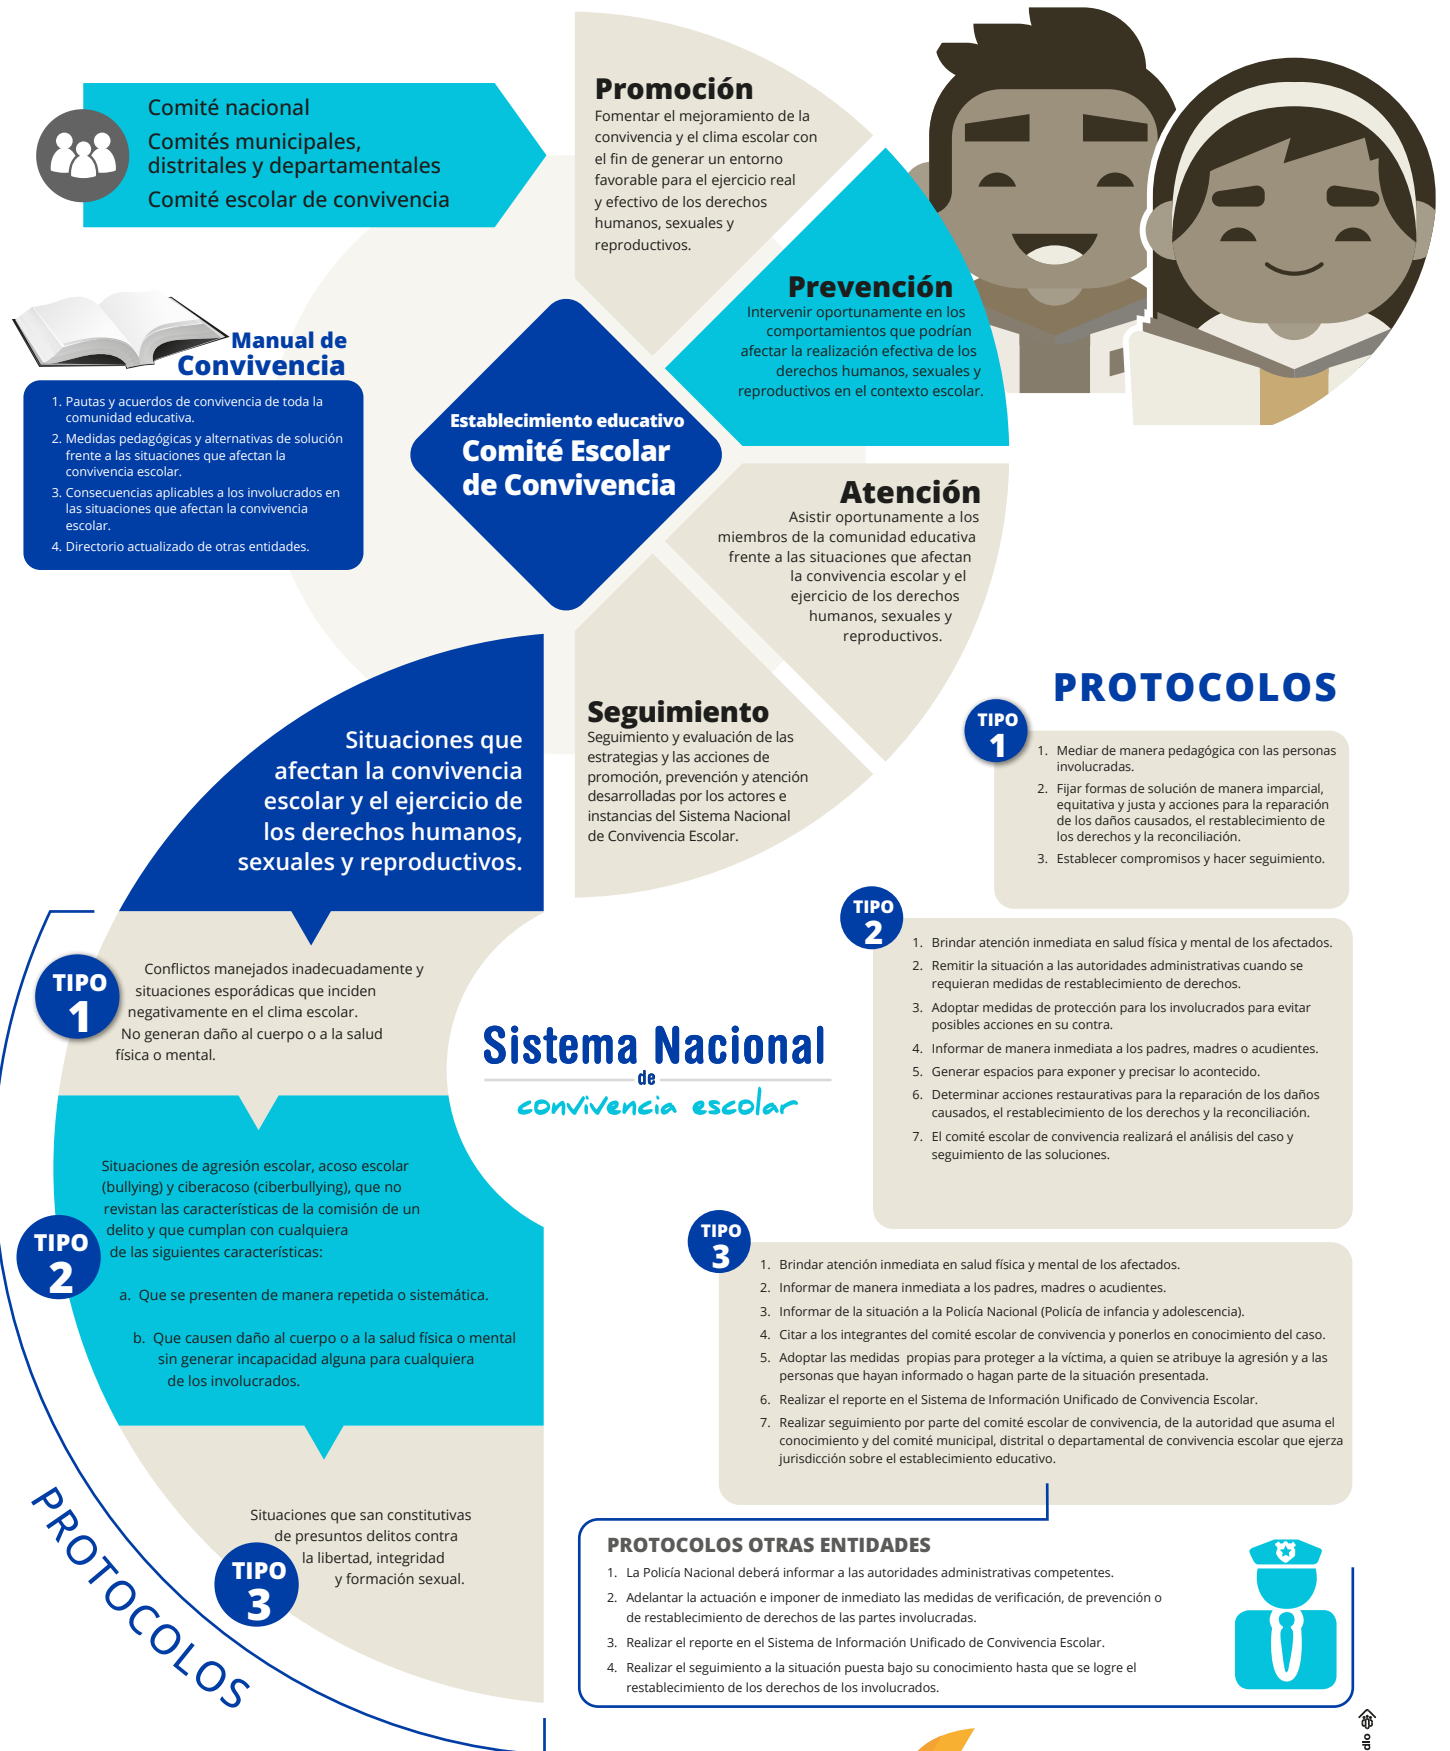 Comité nacional
Comités municipales,
distritales y departamentales
Comité escolar de convivencia
Promoción
Fomentar el mejoramiento de la
convivencia y el clima escolar con
el fin de generar un entorno
favorable para el ejercicio real
y efectivo de los derechos
humanos, sexuales y
reproductivos.
Prevención
Intervenir oportunamente en los
comportamientos que podrían
afectar la realización efectiva de los
derechos humanos, sexuales y
reproductivos en el contexto escolar.
Manual de
Convivencia
1. Pautas y acuerdos de convivencia de toda la
comunidad educativa.
2. Medidas pedagógicas y alternativas de solución
frente a las situaciones que afectan la
convivencia escolar.
3. Consecuencias aplicables a los involucrados en
las situaciones que afectan la convivencia
escolar.
4. Directorio actualizado de otras entidades.
Establecimiento educativo
Comité Escolar
de Convivencia
Atención
Asistir oportunamente a los
miembros de la comunidad educativa
frente a las situaciones que afectan
la convivencia escolar y el
ejercicio de los derechos
humanos, sexuales y
reproductivos.
Seguimiento
Seguimiento y evaluación de las
estrategias y las acciones de
promoción, prevención y atención
desarrolladas por los actores e
instancias del Sistema Nacional
de Convivencia Escolar.
Situaciones que
afectan la convivencia
escolar y el ejercicio de
los derechos humanos,
sexuales y reproductivos.
TIPO
1
Conflictos manejados inadecuadamente y
situaciones esporádicas que inciden
negativamente en el clima escolar.
No generan daño al cuerpo o a la salud
física o mental.
TIPO
2
Situaciones de agresión escolar, acoso escolar
(bullying) y ciberacoso (ciberbullying), que no
revistan las características de la comisión de un
delito y que cumplan con cualquiera
de las siguientes características:
a. Que se presenten de manera repetida o sistemática.
b. Que causen daño al cuerpo o a la salud física o mental
sin generar incapacidad alguna para cualquiera
de los involucrados.
TIPO
3
Situaciones que san constitutivas
de presuntos delitos contra
la libertad, integridad
y formación sexual.
PROTOCOLOS
Sistema Nacional
de
convivencia escolar
PROTOCOLOS
TIPO
1
1. Mediar de manera pedagógica con las personas
involucradas.
2. Fijar formas de solución de manera imparcial,
equitativa y justa y acciones para la reparación
de los daños causados, el restablecimiento de
los derechos y la reconciliación.
3. Establecer compromisos y hacer seguimiento.
TIPO
2
1. Brindar atención inmediata en salud física y mental de los afectados.
2. Remitir la situación a las autoridades administrativas cuando se
requieran medidas de restablecimiento de derechos.
3. Adoptar medidas de protección para los involucrados para evitar
posibles acciones en su contra.
4. Informar de manera inmediata a los padres, madres o acudientes.
5. Generar espacios para exponer y precisar lo acontecido.
6. Determinar acciones restaurativas para la reparación de los daños
causados, el restablecimiento de los derechos y la reconciliación.
7. El comité escolar de convivencia realizará el análisis del caso y
seguimiento de las soluciones.
TIPO
3
1. Brindar atención inmediata en salud física y mental de los afectados.
2. Informar de manera inmediata a los padres, madres o acudientes.
3. Informar de la situación a la Policía Nacional (Policía de infancia y adolescencia).
4. Citar a los integrantes del comité escolar de convivencia y ponerlos en conocimiento del caso.
5. Adoptar las medidas propias para proteger a la víctima, a quien se atribuye la agresión y a las
personas que hayan informado o hagan parte de la situación presentada.
6. Realizar el reporte en el Sistema de Información Unificado de Convivencia Escolar.
7. Realizar seguimiento por parte del comité escolar de convivencia, de la autoridad que asuma el
conocimiento y del comité municipal, distrital o departamental de convivencia escolar que ejerza
jurisdicción sobre el establecimiento educativo.
PROTOCOLOS OTRAS ENTIDADES
1. La Policía Nacional deberá informar a las autoridades administrativas competentes.
2. Adelantar la actuación e imponer de inmediato las medidas de verificación, de prevención o
de restablecimiento de derechos de las partes involucradas.
3. Realizar el reporte en el Sistema de Información Unificado de Convivencia Escolar.
4. Realizar el seguimiento a la situación puesta bajo su conocimiento hasta que se logre el
restablecimiento de los derechos de los involucrados.